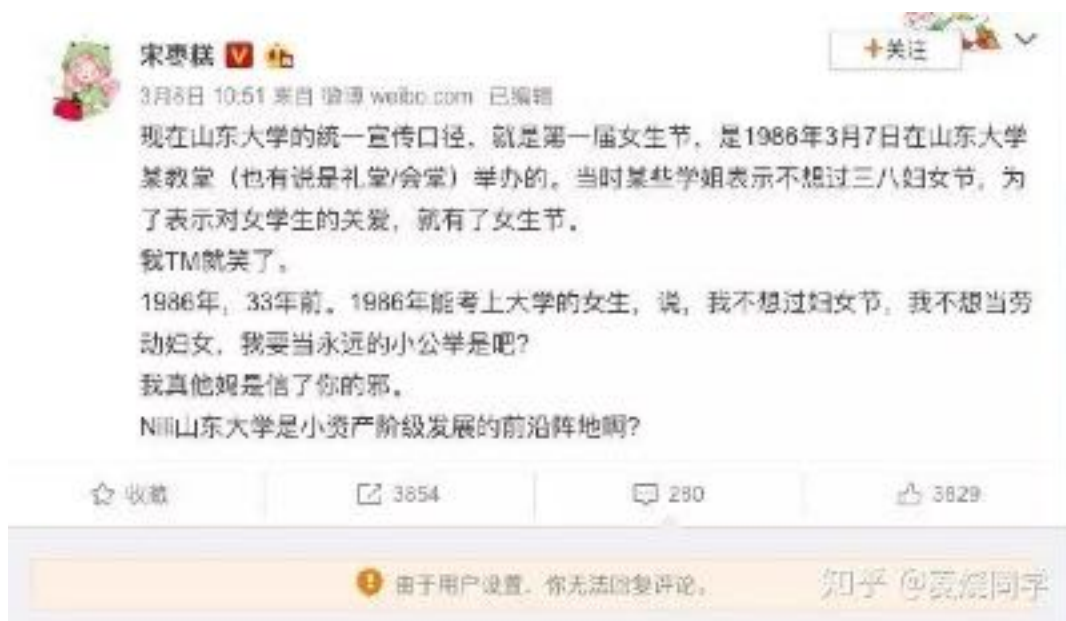 宋枣糕
+关注
3月8日 10:51 来自 微博 weibo.com 已编辑
现在山东大学的统一宣传口径，就是第一届女生节，是1986年3月7日在山东大学
某教堂（也有说是礼堂/会堂）举办的。当时某些学姐表示不想过三八妇女节，为
了表示对女学生的关爱，就有了女生节。
我TM就笑了。
1986年，33年前。1986年能考上大学的女生，说，我不想过妇女节，我不想当劳
动妇女，我要当永远的小公举是吧？
我真他妈是信了你的邪。
Niii山东大学是小资产阶级发展的前沿阵地啊？
收藏
3854
280
3829
由于用户设置，你无法回复评论。
知乎 @同学